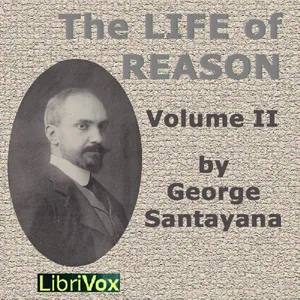 The LIFE of
REASON
Volume II
by
George
Santayana
LibriVox